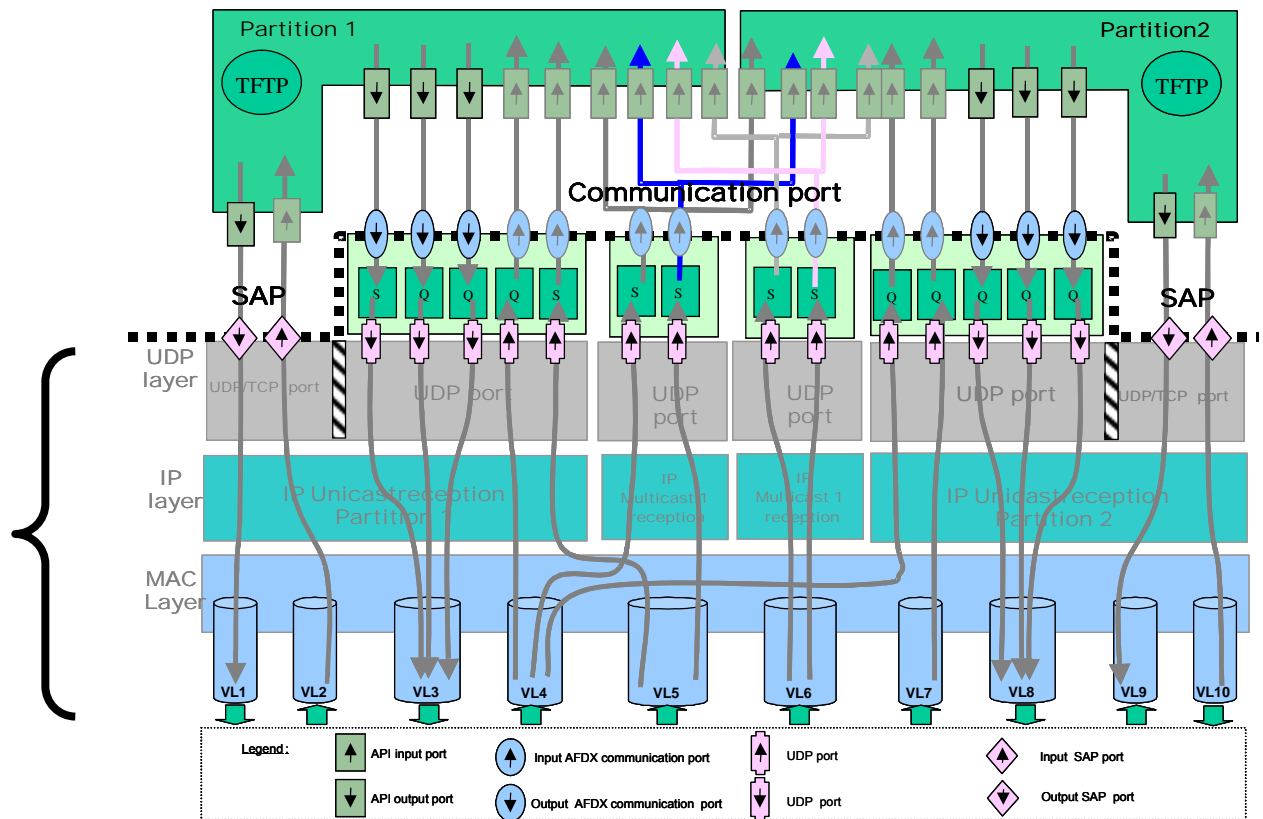 Partition 1
Partition2
TFTP
TFTP
Communication port
SAP
SAP
S Q Q Q S
S S
S S
Q Q Q Q Q
UDP layer
UDP/TCP port
UDP port
UDP port
UDP port
UDP port
UDP/TCP port
IP layer
IP Unicastreception
Partition 1
IP
Multicast 1
reception
IP
Multicast 1
reception
IP Unicastreception
Partition 2
MAC
Layer
VL1
VL2
VL3
VL4
VL5
VL6
VL7
VL8
VL9
VL10
Legend:
API input port
Input AFDX communication port
UDP port
Input SAP port
API output port
Output AFDX communication port
UDP port
Output SAP port